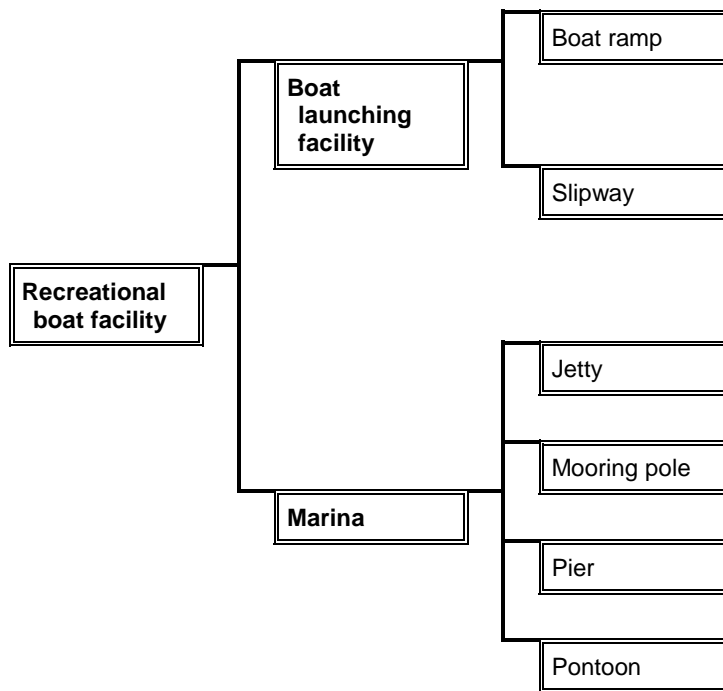 Boat ramp
Boat
launching
facility
Slipway
Recreational
boat facility
Jetty
Mooring pole
Marina
Pier
Pontoon